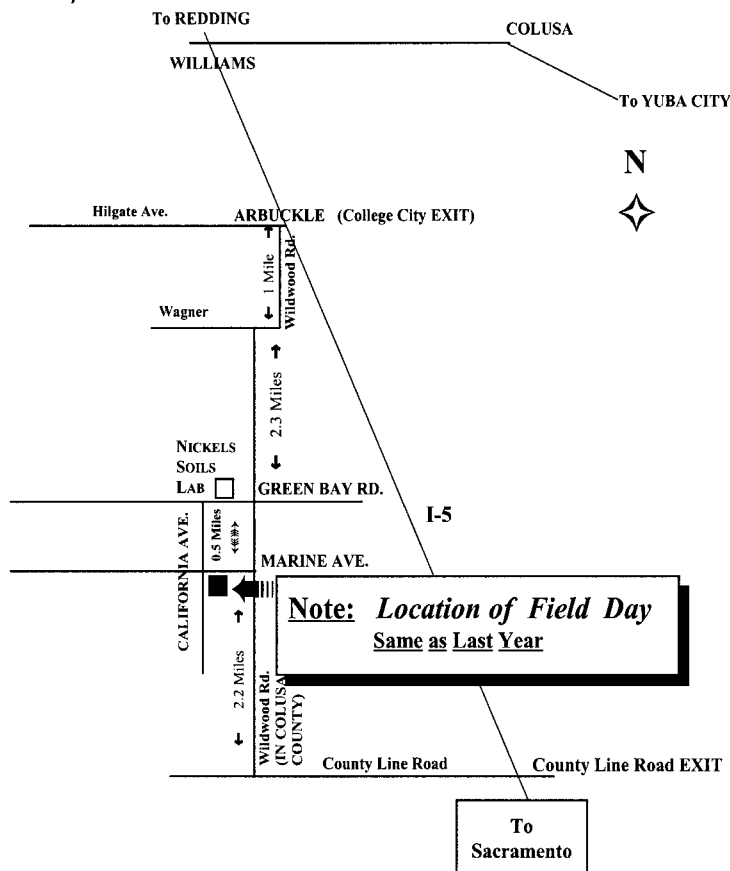 To REDDING
COLUSA
WILLIAMS
To YUBA CITY
N
Hilgate Ave.
ARBUCKLE (College City EXIT)
1 Mile
Wildwood Rd.
Wagner
2.3 Miles
NICKELS
SOILS
LAB
GREEN BAY RD.
I-5
CALIFORNIA AVE.
0.5 Miles
MARINE AVE.
Note: Location of Field Day
Same as Last Year
2.2 Miles
Wildwood Rd.
(IN COLUSA
COUNTY)
County Line Road
County Line Road EXIT
To
Sacramento